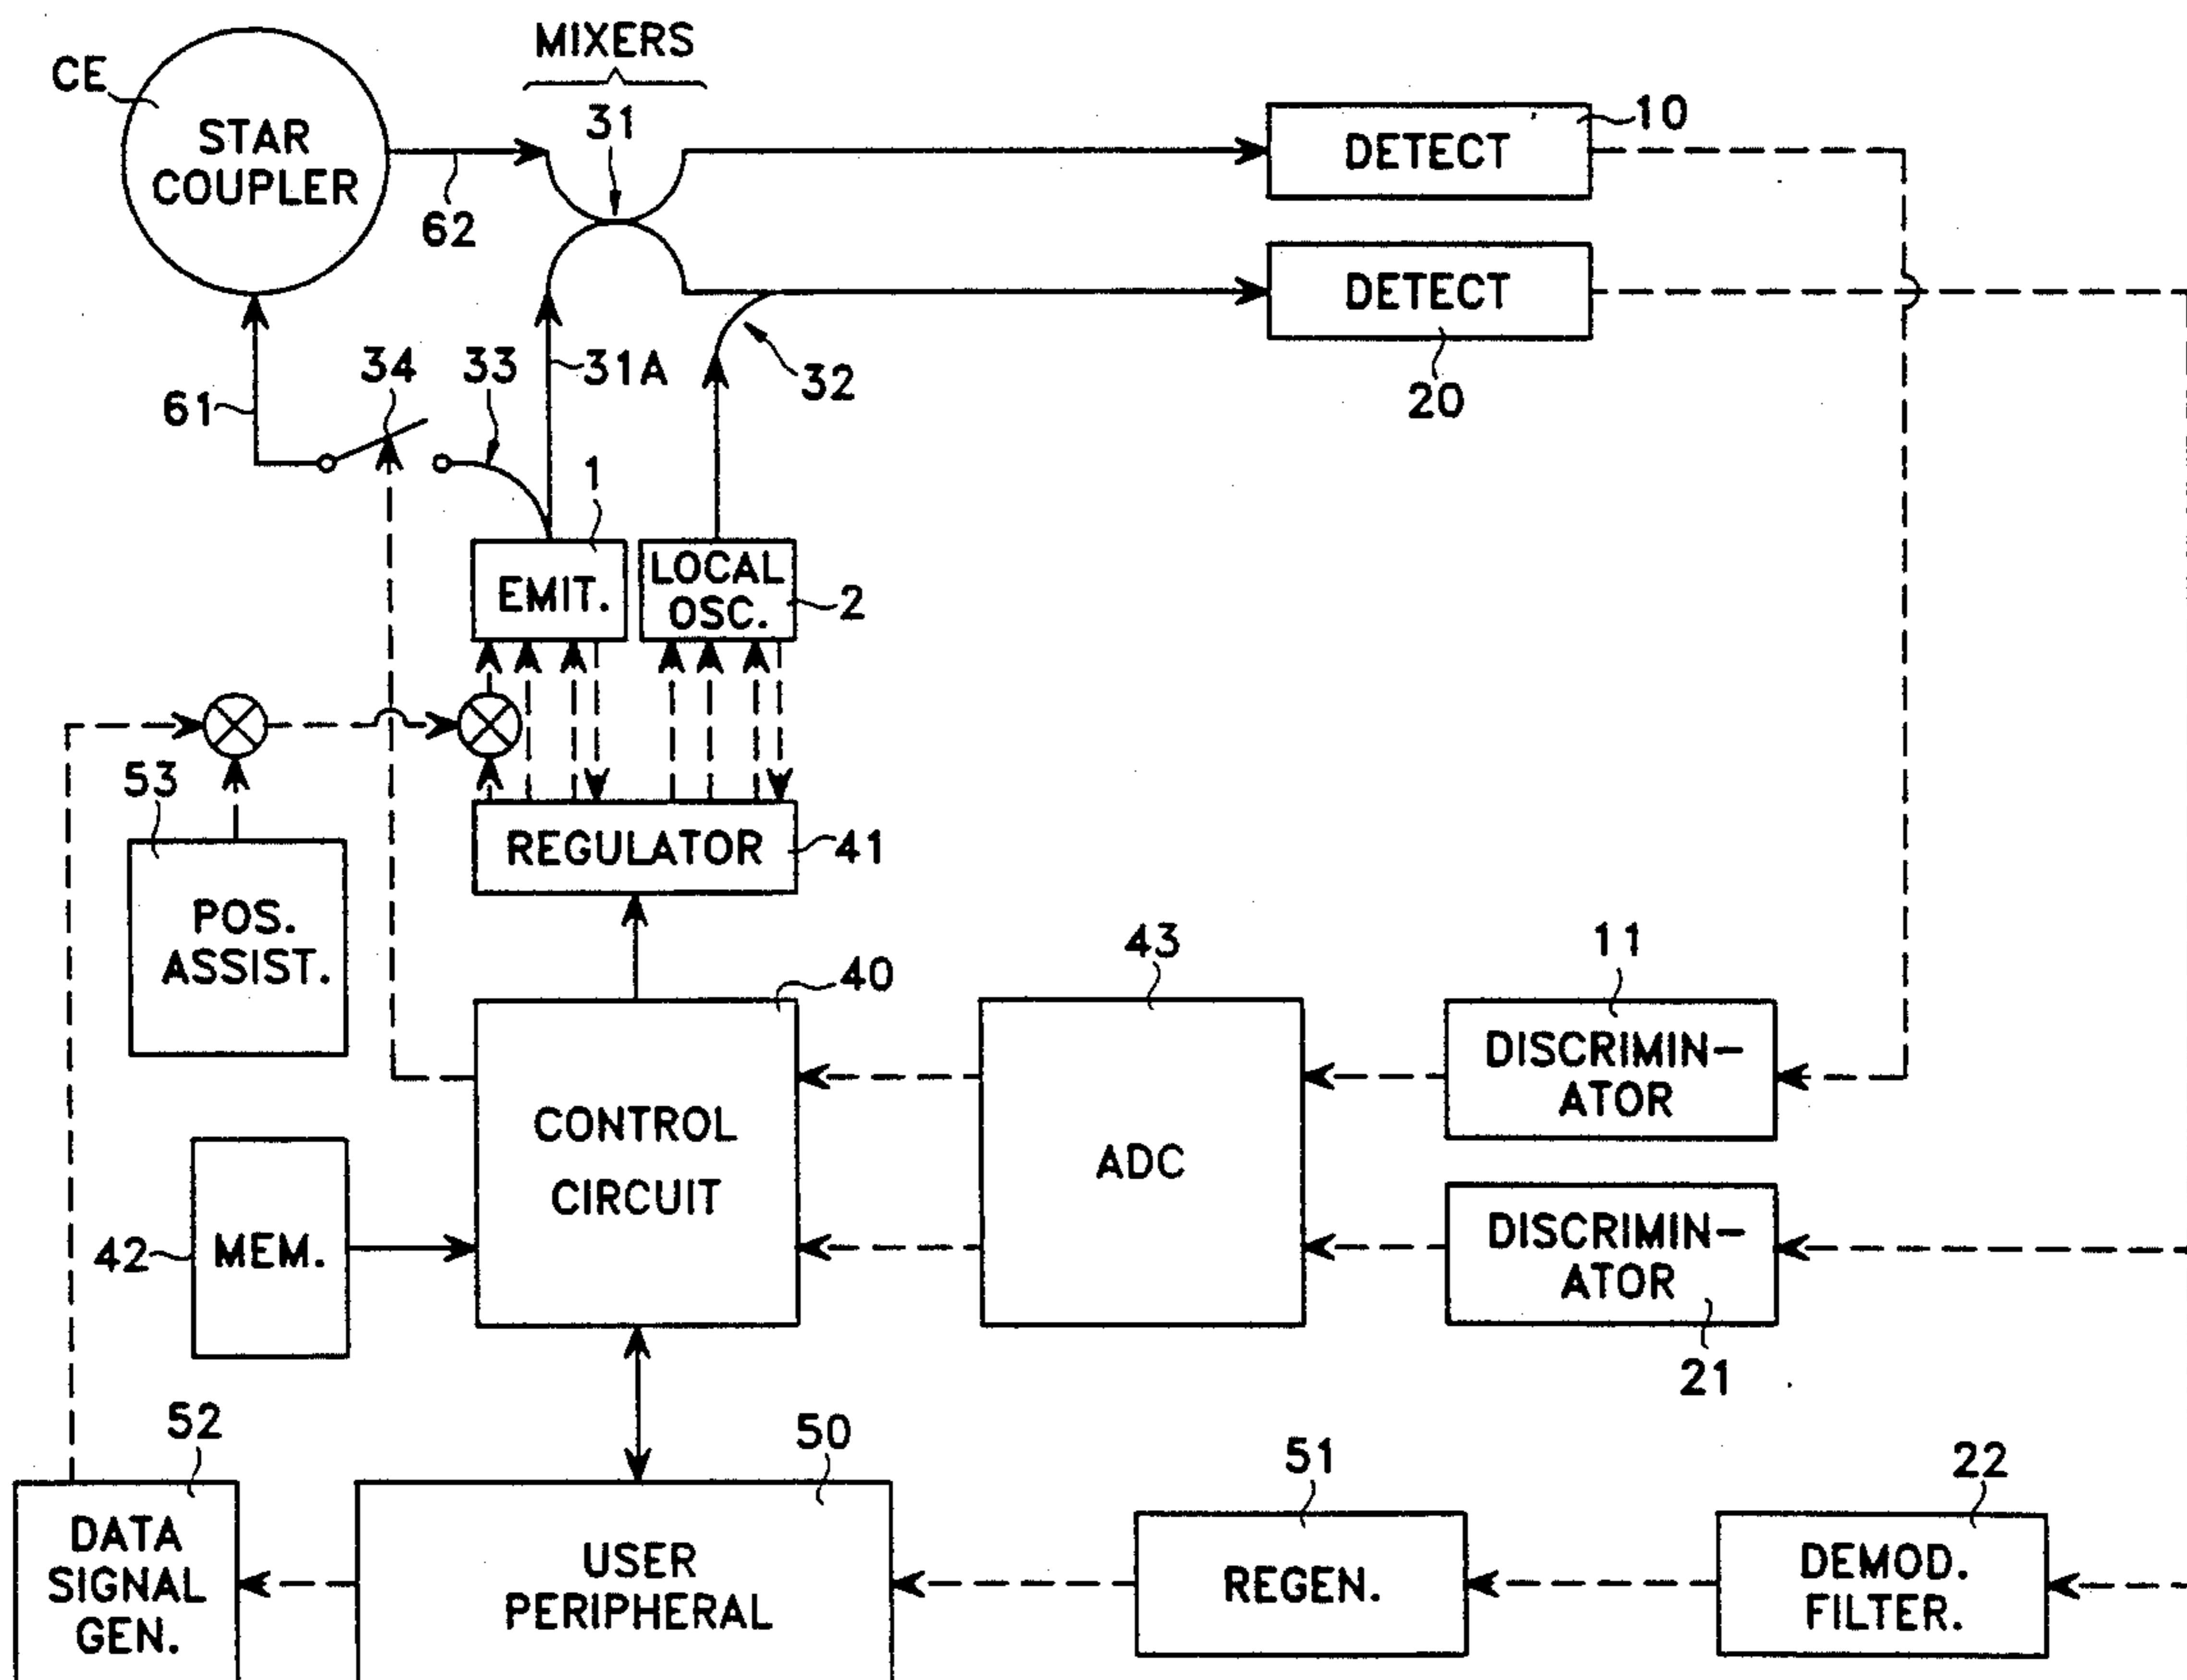 MIXERS
CE
STAR
COUPLER
31
62
DETECT
10
DETECT
20
31A
32
34
33
61
1
EMIT.
LOCAL
OSC.
2
53
POS.
ASSIST.
REGULATOR
41
40
CONTROL
CIRCUIT
43
ADC
11
DISCRIMIN-
ATOR
DISCRIMIN-
ATOR
21
42
MEM.
52
DATA
SIGNAL
GEN.
50
USER
PERIPHERAL
51
REGEN.
22
DEMOD.
FILTER.